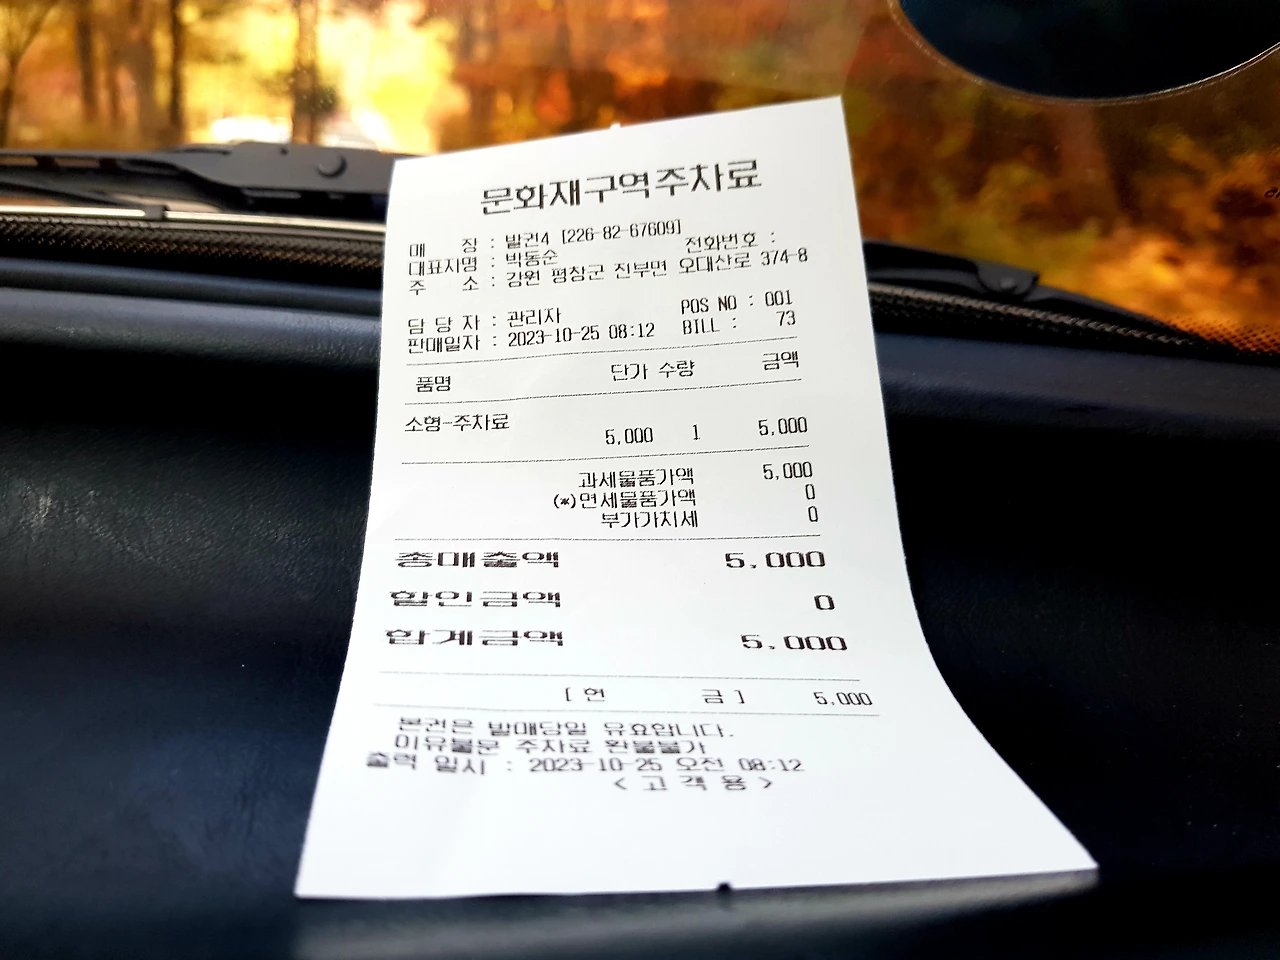 문화재구역주차료
매 장 : 발권4 [226-82-67609]
대표자명 : 박동순 전화번호 :
주 소 : 강원 평창군 진부면 오대산로 374-8
담 당 자 : 관리자 POS NO : 001
판매일자 : 2023-10-25 08:12 BILL : 73
품명 단가 수량 금액
소형-주차료
5,000 1 5,000
과세물품가액 5,000
(*)면세물품가액 0
부가가치세 0
총매출액 5,000
할인금액 0
합계금액 5,000
[ 현 금 ] 5,000
본권은 발매당일 유효합니다.
이유불문 주차료 환불불가
출력 일시 : 2023-10-25 오전 08:12
< 고 객 용 >